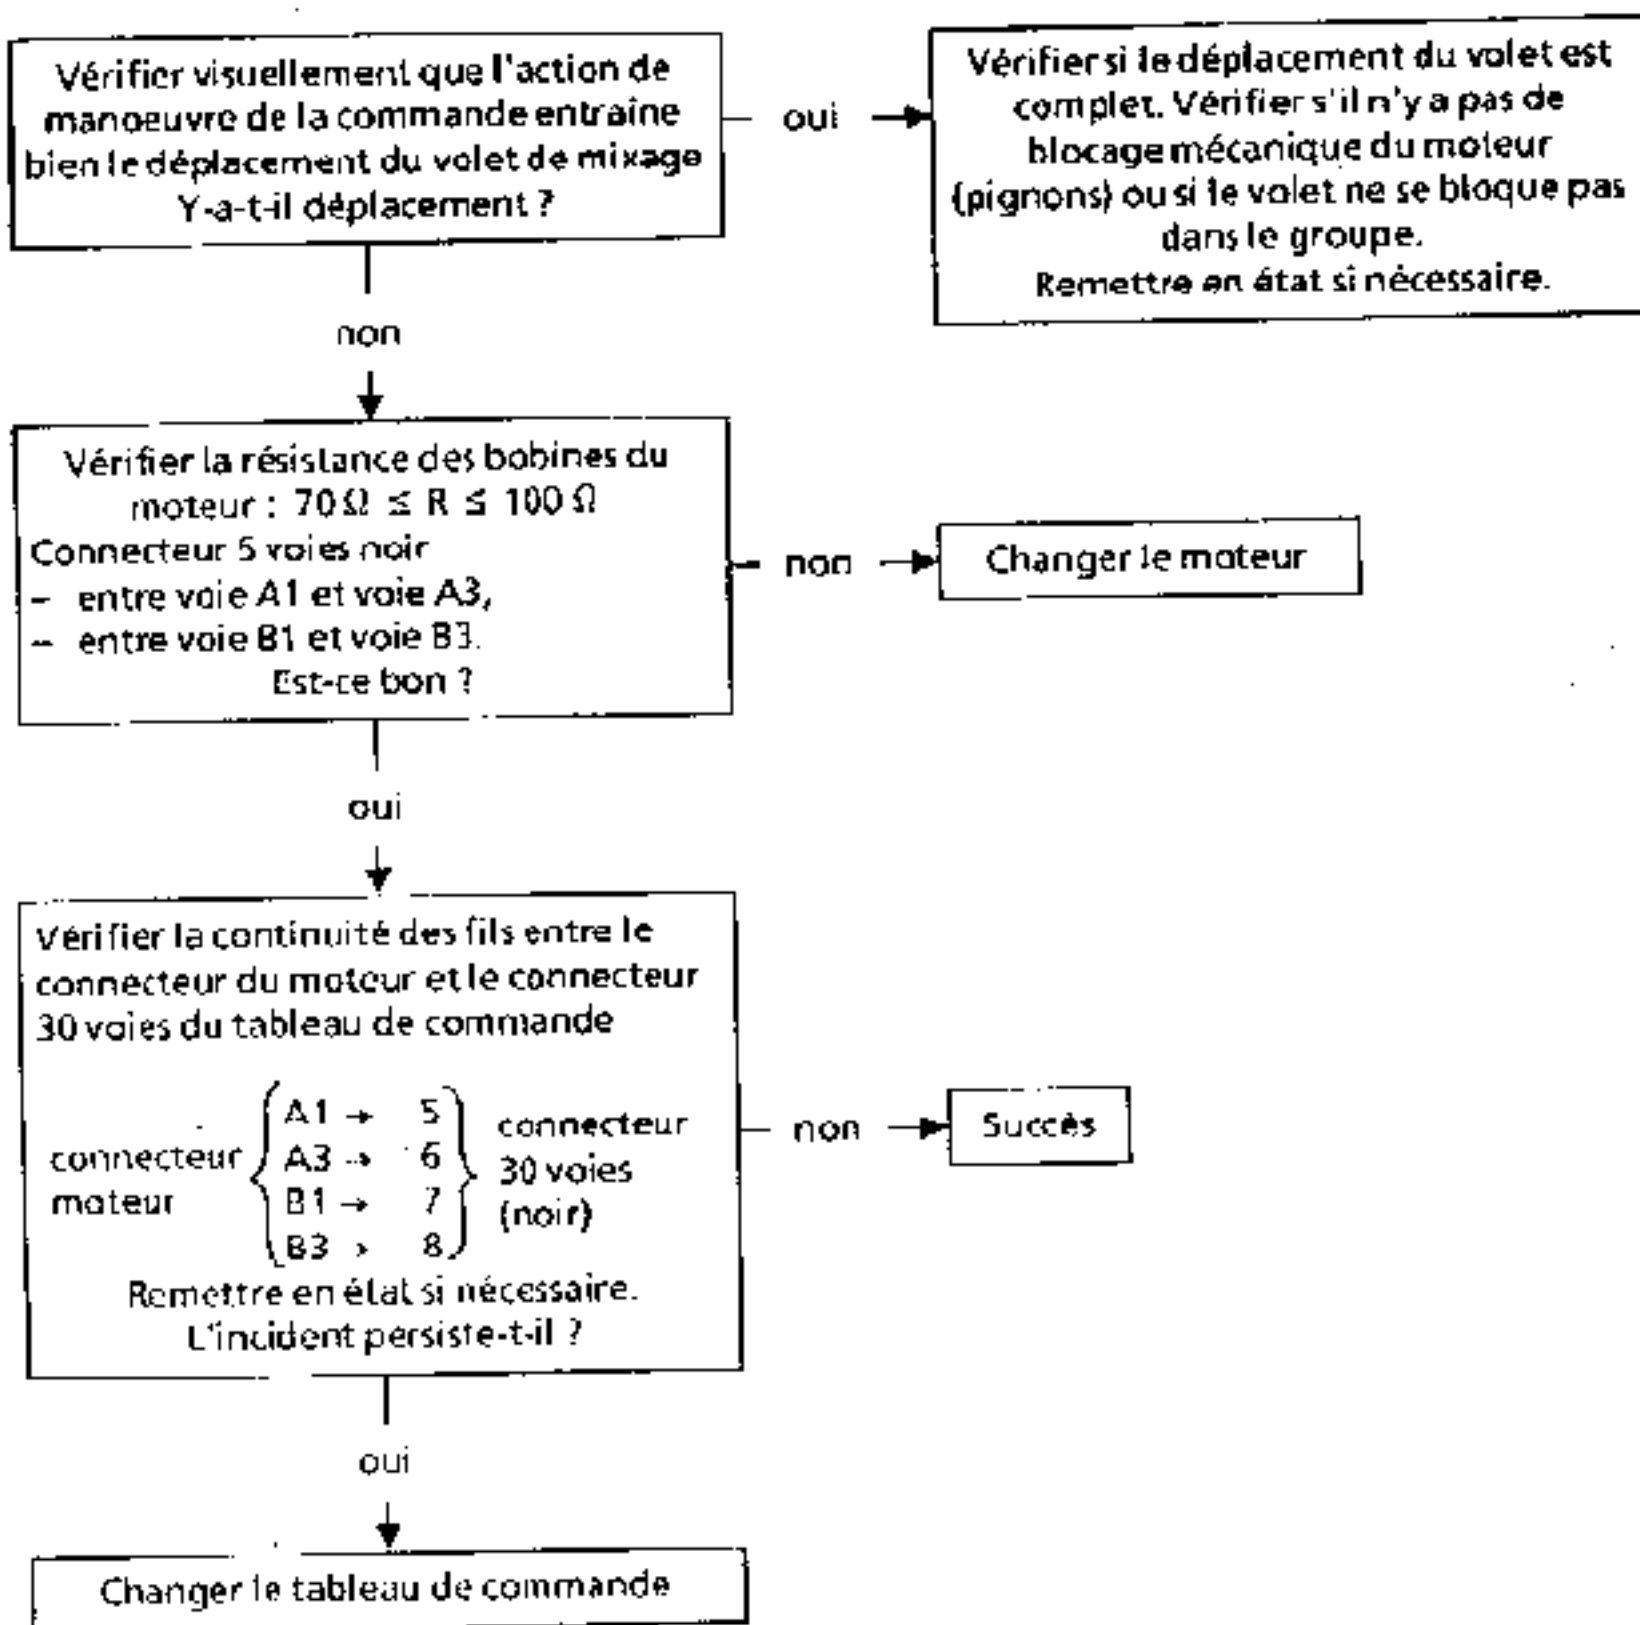 Vérifier visuellement que l'action de
manoeuvre de la commande entraîne
bien le déplacement du volet de mixage
Y-a-t-il déplacement ?
oui
Vérifier si le déplacement du volet est
complet. Vérifier s'il n'y a pas de
blocage mécanique du moteur
(pignons) ou si le volet ne se bloque pas
dans le groupe.
Remettre en état si nécessaire.
non
Vérifier la résistance des bobines du
moteur : 70 Ω ≤ R ≤ 100 Ω
Connecteur 5 voies noir
– entre voie A1 et voie A3,
– entre voie B1 et voie B3.
Est-ce bon ?
non
Changer le moteur
oui
Vérifier la continuité des fils entre le
connecteur du moteur et le connecteur
30 voies du tableau de commande
connecteur
moteur
A1 → 5
A3 → 6
B1 → 7
B3 → 8
connecteur
30 voies
(noir)
Remettre en état si nécessaire.
L'incident persiste-t-il ?
non
Succès
oui
Changer le tableau de commande